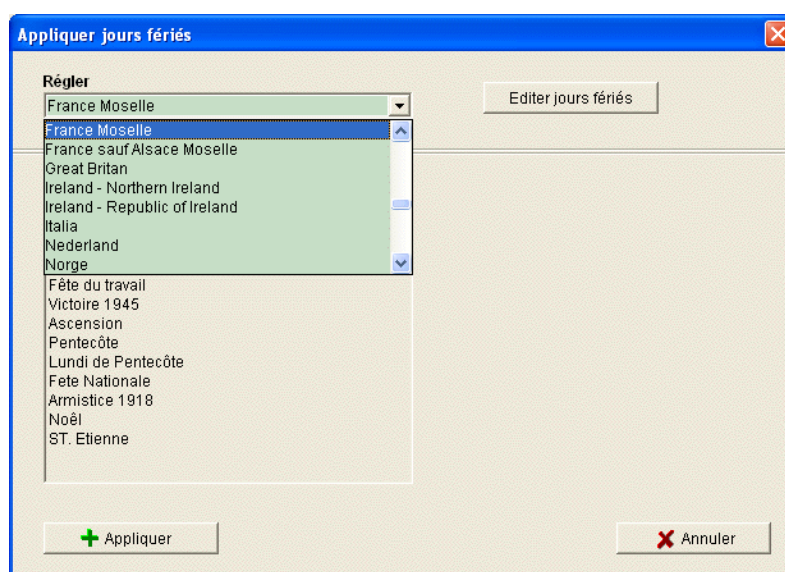 Appliquer jours fériés
Régler
France Moselle
Editer jours fériés
France Moselle
France sauf Alsace Moselle
Great Britan
Ireland - Northern Ireland
Ireland - Republic of Ireland
Italia
Nederland
Norge
Fête du travail
Victoire 1945
Ascension
Pentecôte
Lundi de Pentecôte
Fete Nationale
Armistice 1918
Noêl
ST. Etienne
Appliquer
Annuler